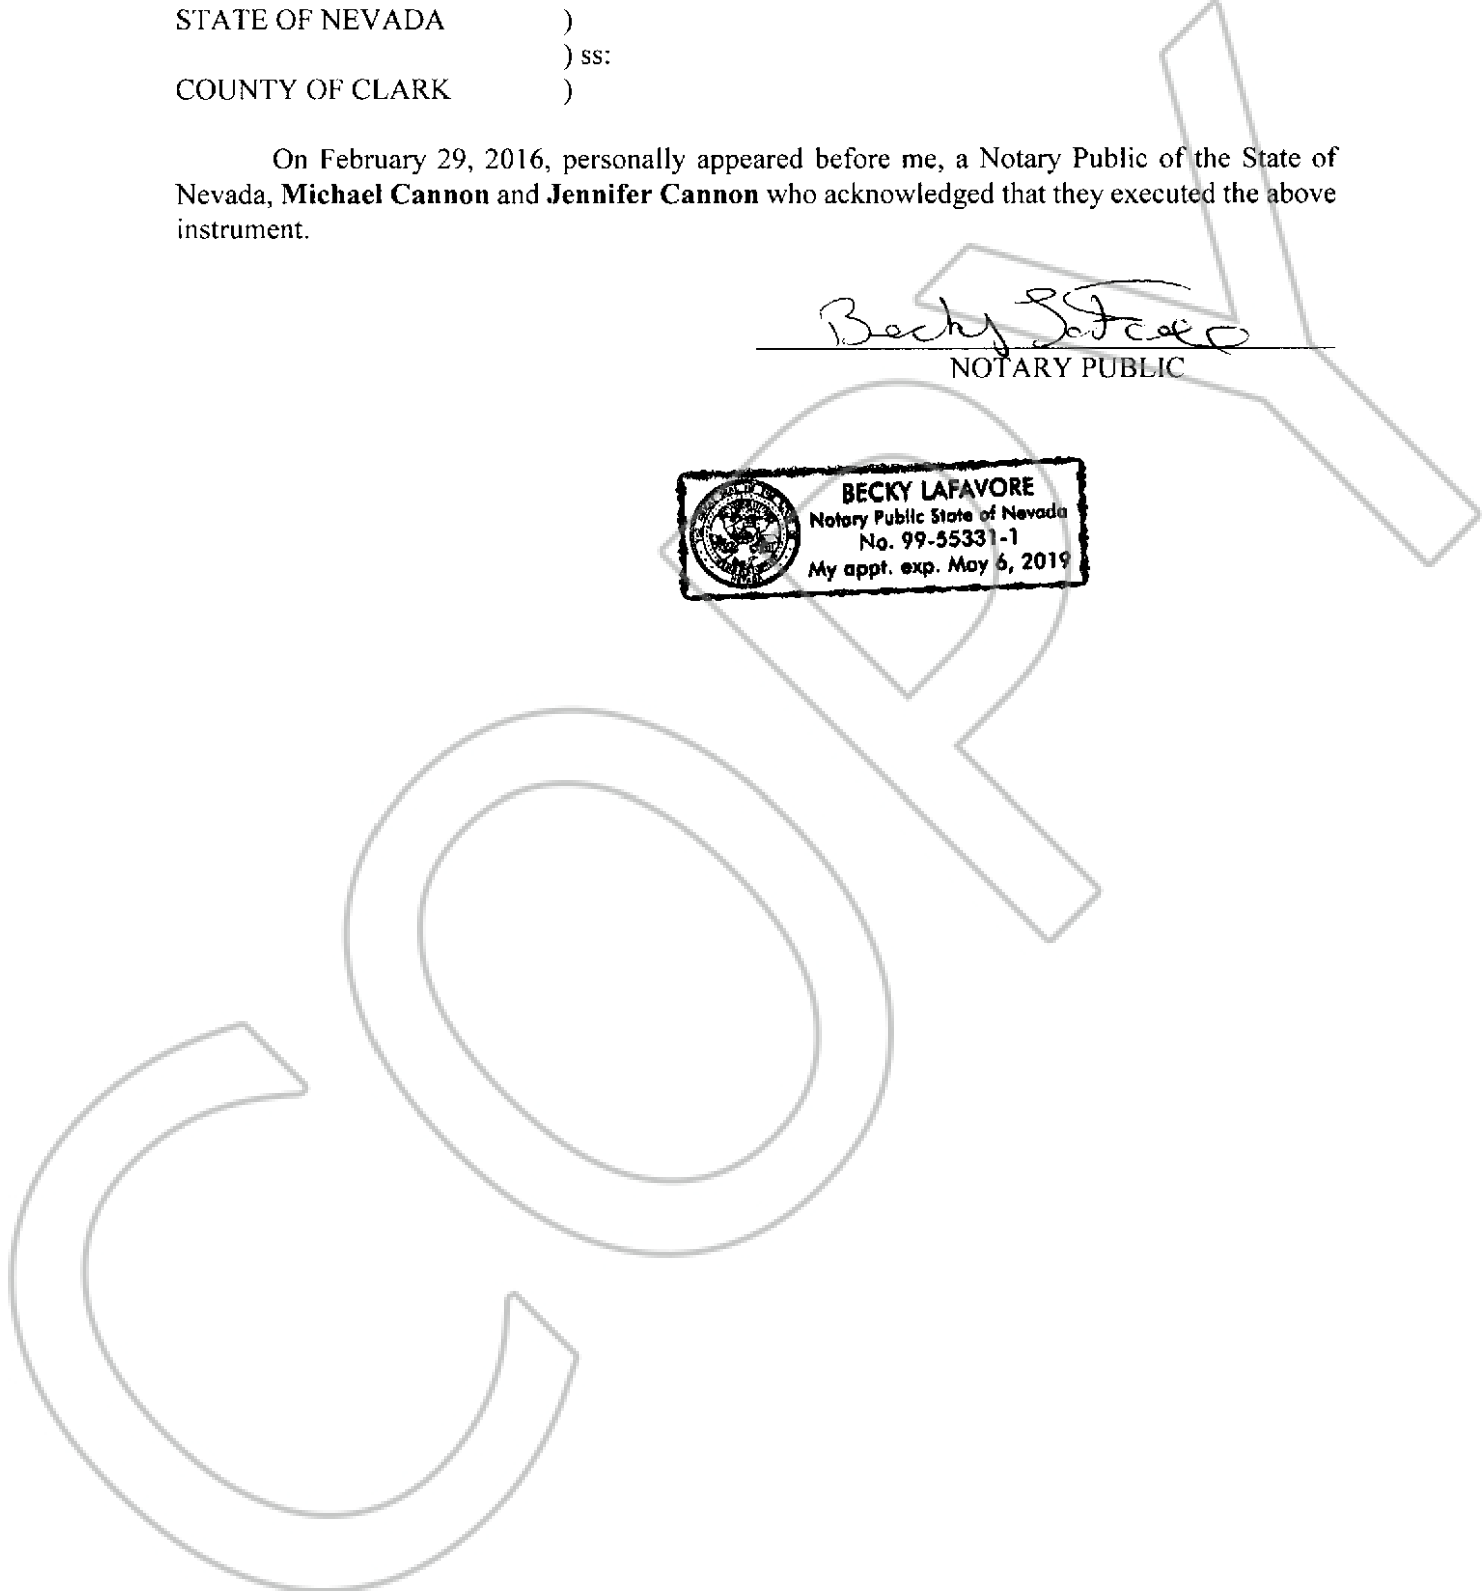 STATE OF NEVADA )
) ss:
COUNTY OF CLARK )
On February 29, 2016, personally appeared before me, a Notary Public of the State of
Nevada, Michael Cannon and Jennifer Cannon who acknowledged that they executed the above
instrument.
Becky
NOTARY PUBLIC
BECKY LAFAVORE
Notary Public State of Nevada
No. 99-55331-1
My appt. exp. May 6, 2019
COPY